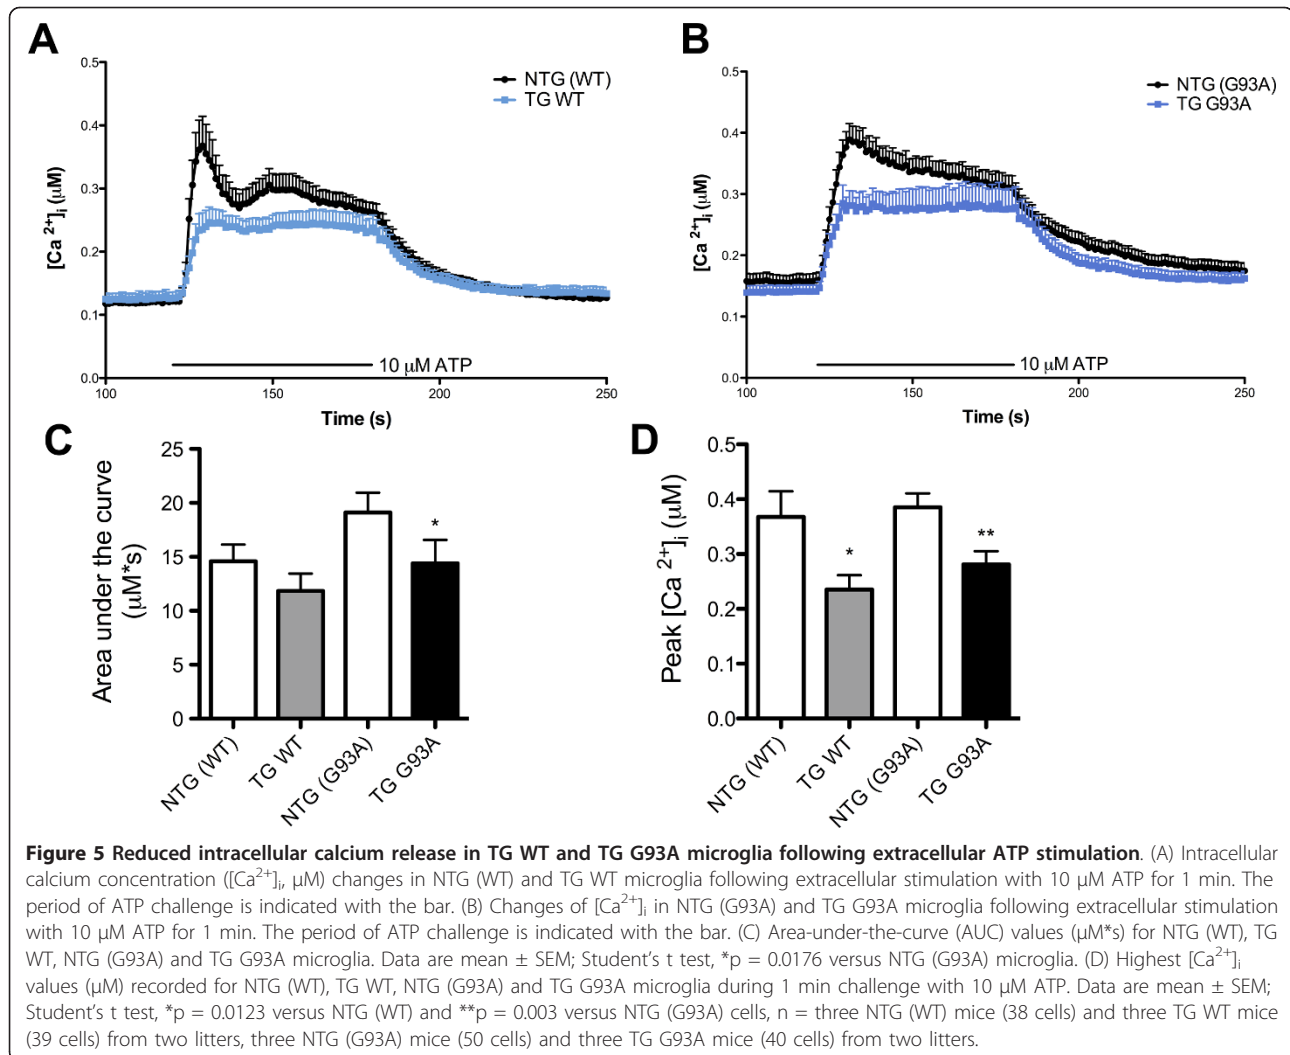 A
0.5
0.4
0.3
0.2
0.1
0.0
[Ca 2+]i (µM)
NTG (WT)
TG WT
10 µM ATP
100
150
200
250
Time (s)
B
0.5
0.4
0.3
0.2
0.1
0.0
[Ca 2+]i (µM)
NTG (G93A)
TG G93A
10 µM ATP
100
150
200
250
Time (s)
C
25
20
15
10
5
0
Area under the curve
(µM*s)
*
NTG (WT)
TG WT
NTG (G93A)
TG G93A
D
0.5
0.4
0.3
0.2
0.1
0.0
Peak [Ca 2+]i (µM)
*
**
NTG (WT)
TG WT
NTG (G93A)
TG G93A
Figure 5 Reduced intracellular calcium release in TG WT and TG G93A microglia following extracellular ATP stimulation. (A) Intracellular
calcium concentration ([Ca2+]i, µM) changes in NTG (WT) and TG WT microglia following extracellular stimulation with 10 µM ATP for 1 min. The
period of ATP challenge is indicated with the bar. (B) Changes of [Ca2+]i in NTG (G93A) and TG G93A microglia following extracellular stimulation
with 10 µM ATP for 1 min. The period of ATP challenge is indicated with the bar. (C) Area-under-the-curve (AUC) values (µM*s) for NTG (WT), TG
WT, NTG (G93A) and TG G93A microglia. Data are mean ± SEM; Student's t test, *p = 0.0176 versus NTG (G93A) microglia. (D) Highest [Ca2+]i
values (µM) recorded for NTG (WT), TG WT, NTG (G93A) and TG G93A microglia during 1 min challenge with 10 µM ATP. Data are mean ± SEM;
Student's t test, *p = 0.0123 versus NTG (WT) and **p = 0.003 versus NTG (G93A) cells, n = three NTG (WT) mice (38 cells) and three TG WT mice
(39 cells) from two litters, three NTG (G93A) mice (50 cells) and three TG G93A mice (40 cells) from two litters.